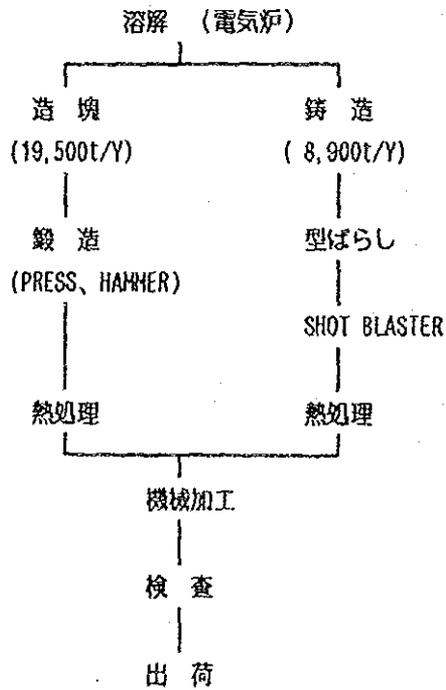 溶解 (電気炉)
造 塊
(19,500t/Y)
鍛 造
(PRESS、HAMMER)
熱処理
鋳 造
( 8,900t/Y)
型ばらし
SHOT BLASTER
熱処理
機械加工
検 査
出 荷